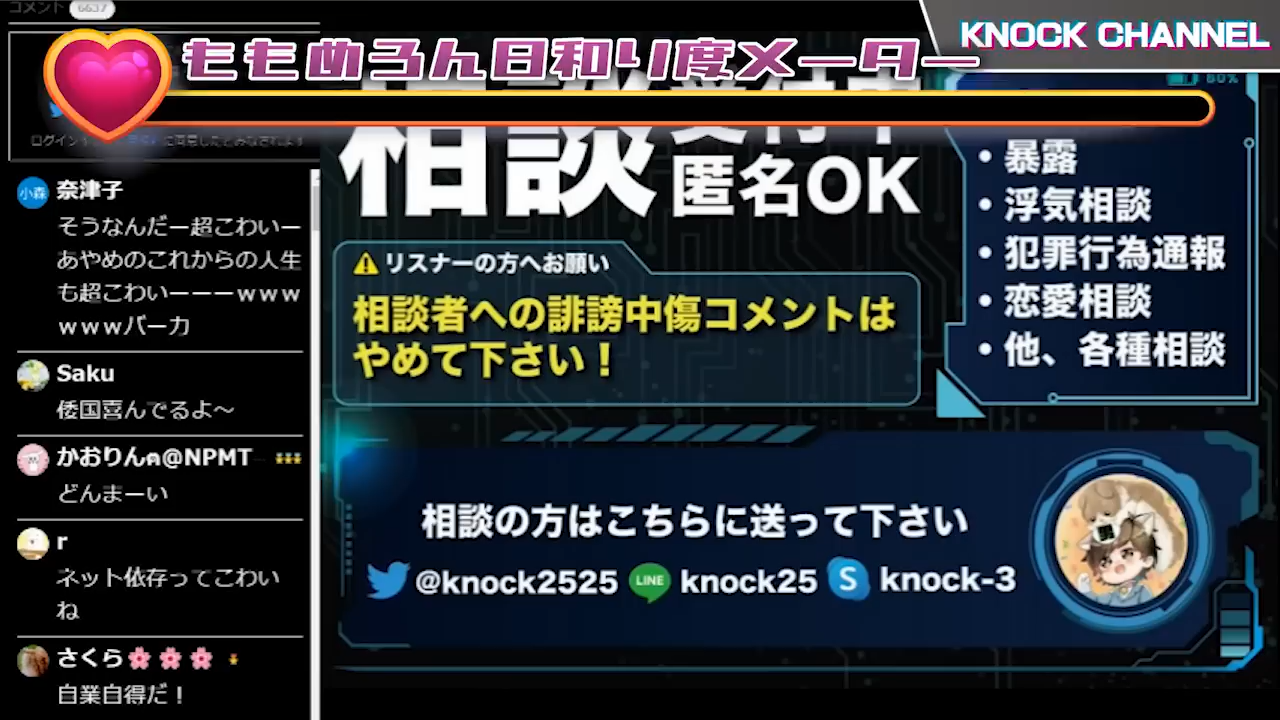 コメント 6637
ももめろん日和り度メーター
KNOCK CHANNEL
80%
相談 受付中
匿名OK
・暴露
・浮気相談
・犯罪行為通報
・恋愛相談
・他、各種相談
リスナーの方へお願い
相談者への誹謗中傷コメントは
やめて下さい!
相談の方はこちらに送って下さい
@knock2525 LINE knock25 S knock-3
小森 奈津子
そうなんだー超こわいー
あやめのこれからの人生
も超こわいーーーwww
wwwバーカ
Saku
倭国喜んでるよ〜
かおりんฅ@NPMT
どんまーい
r
ネット依存ってこわい
ね
さくら🌸🌸🌸
自業自得だ!